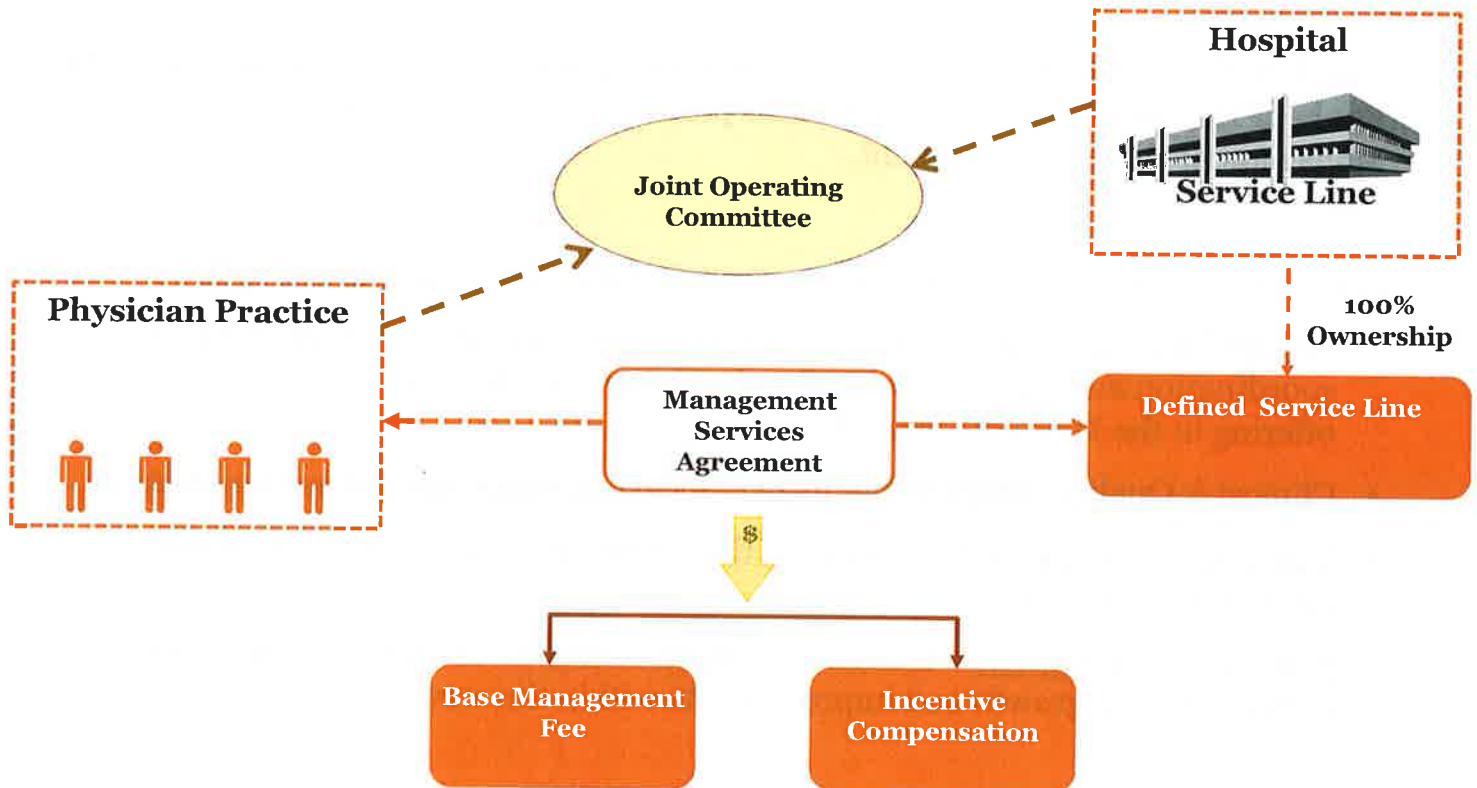 Hospital
Service Line
Joint Operating
Committee
Physician Practice
100%
Ownership
Management
Services
Agreement
Defined Service Line
$
Base Management
Fee
Incentive
Compensation